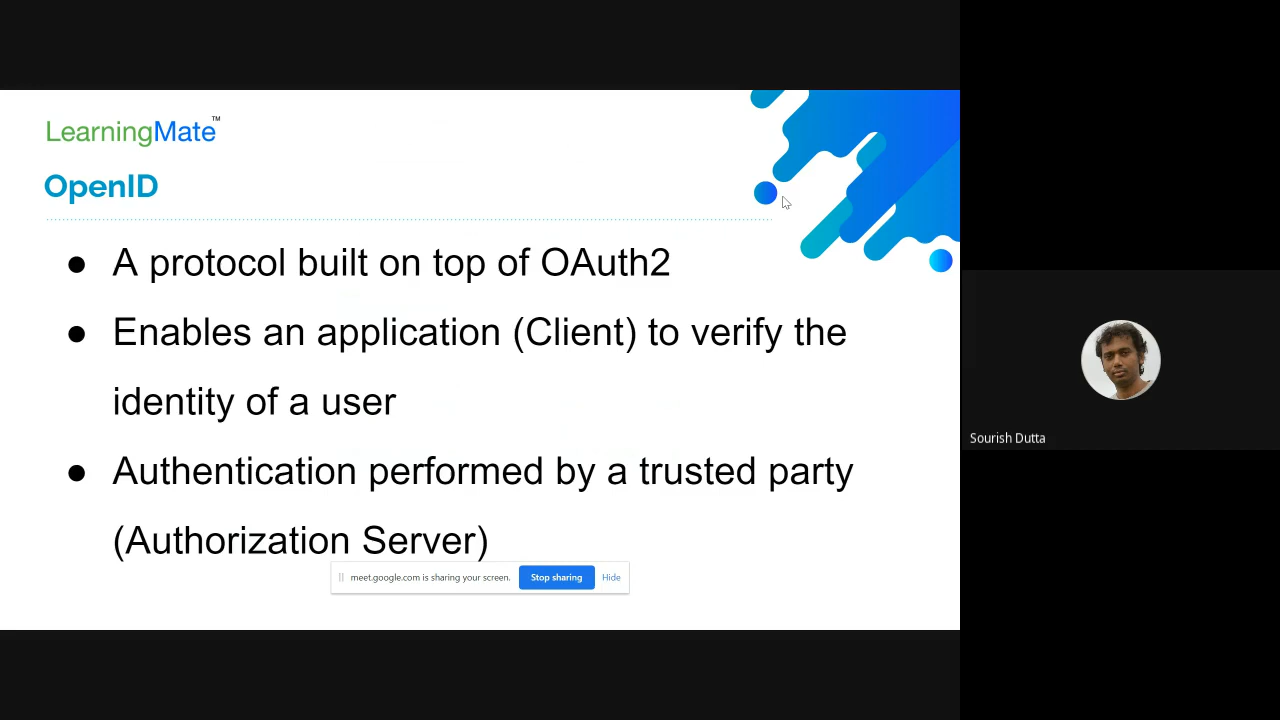 LearningMate™
OpenID
● A protocol built on top of OAuth2
● Enables an application (Client) to verify the
identity of a user
● Authentication performed by a trusted party
(Authorization Server)
meet.google.com is sharing your screen. Stop sharing Hide
Sourish Dutta